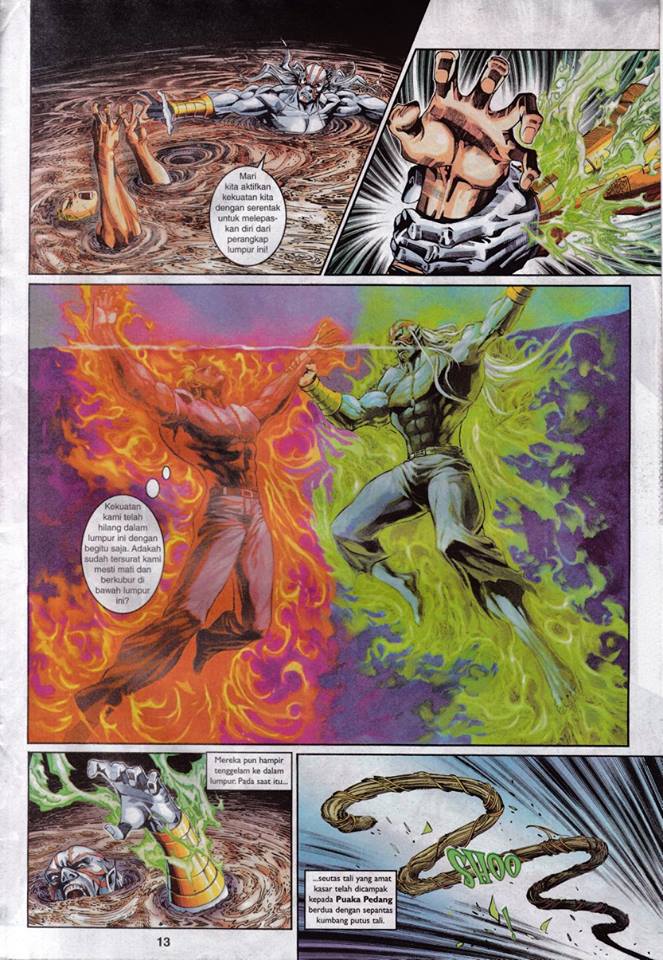 Mari
kita aktifkan
kekuatan kita
dengan serentak
untuk melepas-
kan diri dari
perangkap
lumpur ini!
Kekuatan
kami telah
hilang dalam
lumpur ini dengan
begitu saja. Adakah
sudah tersurat kami
mesti mati dan
berkubur di
bawah lumpur
ini?
Mereka pun hampir
tenggelam ke dalam
lumpur. Pada saat itu...
...seutas tali yang amat
kasar telah dicampak
kepada Puaka Pedang
berdua dengan sepantas
kumbang putus tali.
SHOO
13